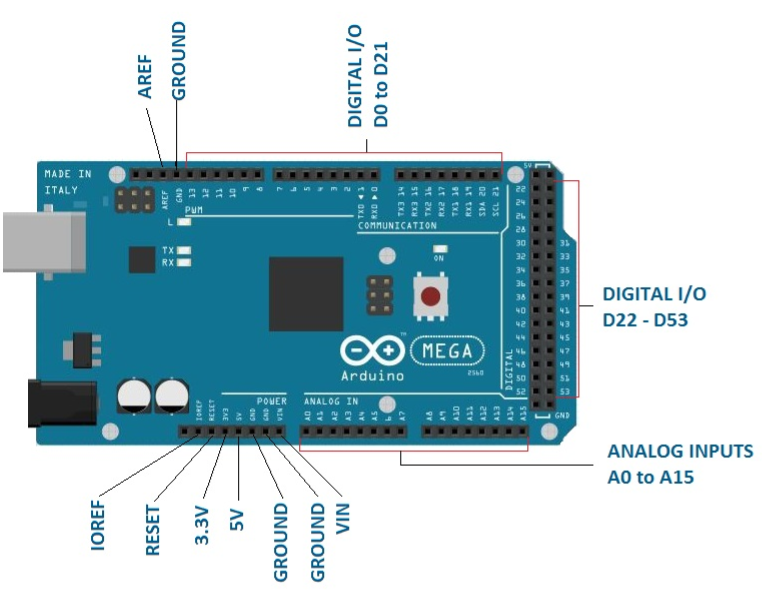 AREF
GROUND
DIGITAL I/O
D0 to D21
MADE IN
ITALY
AREF
GND
13
12
11
10
9
8
7
6
5
4
3
2
TXD ◀ 1
RXD ▶ 0
TX3 14
RX3 15
TX2 16
RX2 17
TX1 18
RX1 19
SDA 20
SCL 21
PWM
COMMUNICATION
L
TX
RX
ON
5V
22
24
26
28
30 31
32 33
34 35
36 37
38 39
40 41
42 43
44 45
46 47
48 49
50 51
52 53
GND
DIGITAL
DIGITAL I/O
D22 - D53
MEGA
2560
™
Arduino
POWER
ANALOG IN
IOREF
RESET
3V3
5V
GND
GND
VIN
A0
A1
A2
A3
A4
A5
6
A7
A8
A9
A10
A11
A12
A13
A14
A15
ANALOG INPUTS
A0 to A15
IOREF
RESET
3.3V
5V
GROUND
GROUND
VIN